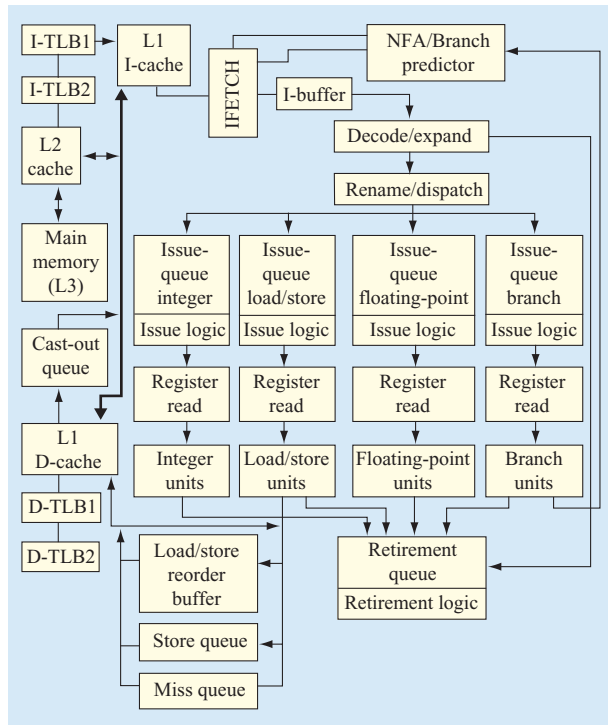 I-TLB1
L1
I-cache
NFA/Branch
predictor
I-TLB2
IFETCH
I-buffer
L2
cache
Decode/expand
Rename/dispatch
Main
memory
(L3)
Issue-
queue
integer
Issue logic
Issue-
queue
load/store
Issue logic
Issue-
queue
floating-point
Issue logic
Issue-
queue
branch
Issue logic
Cast-out
queue
Register
read
Register
read
Register
read
Register
read
L1
D-cache
Integer
units
Load/store
units
Floating-point
units
Branch
units
D-TLB1
D-TLB2
Load/store
reorder
buffer
Retirement
queue
Retirement logic
Store queue
Miss queue